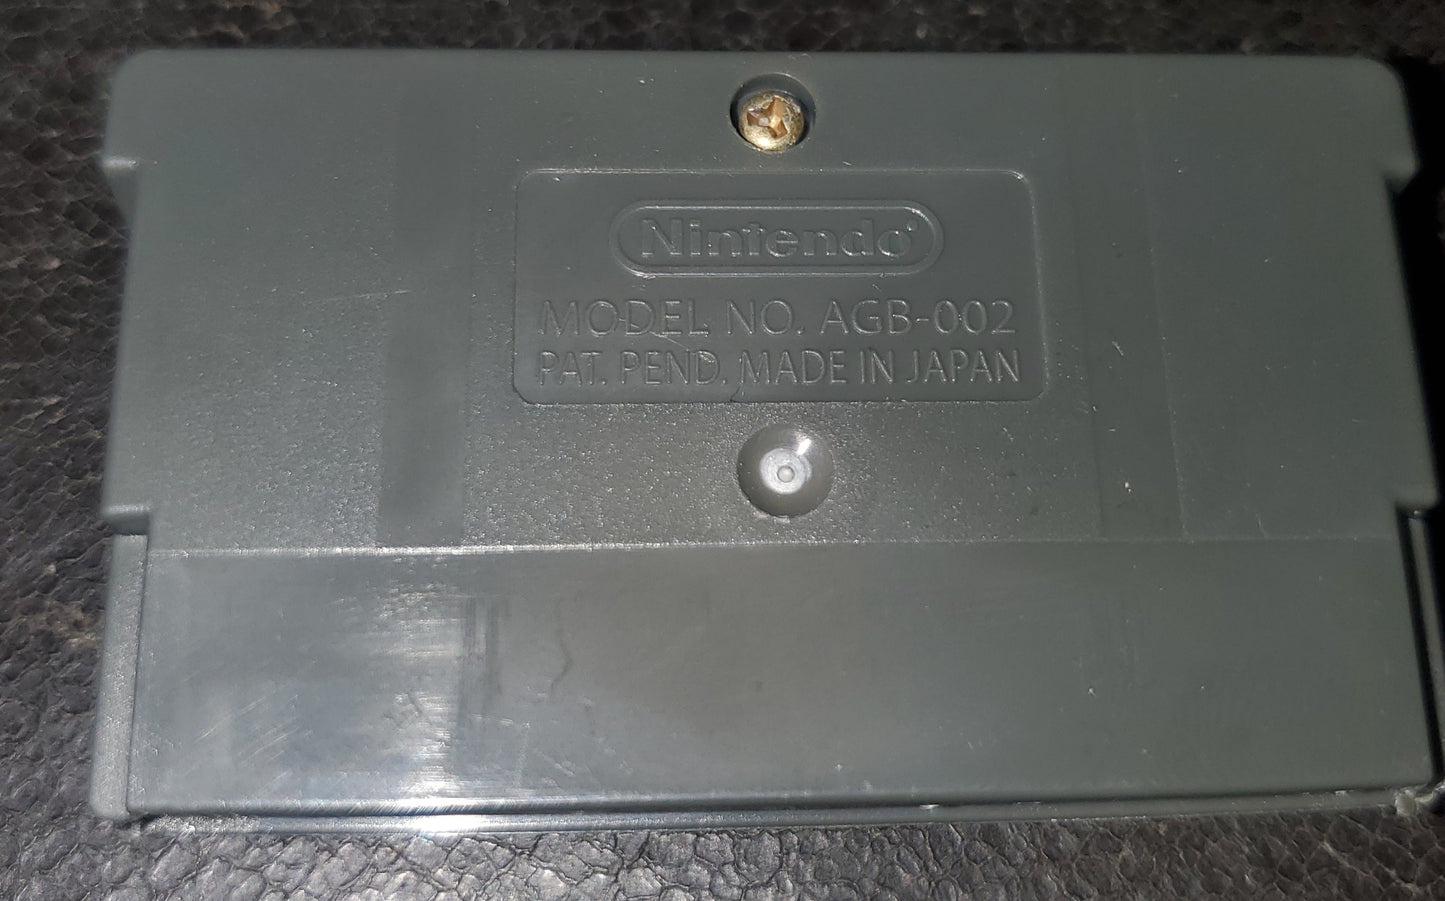 Nintendo®
MODEL NO. AGB-002
PAT. PEND. MADE IN JAPAN